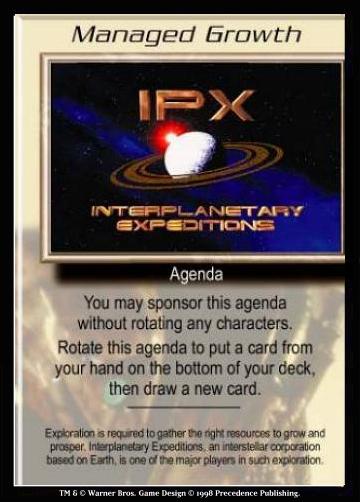 Managed Growth
IPX
INTERPLANETARY
EXPEDITIONS
Agenda
You may sponsor this agenda
without rotating any characters.
Rotate this agenda to put a card from
your hand on the bottom of your deck,
then draw a new card.
Exploration is required to gather the right resources to grow and
prosper. Interplanetary Expeditions, an interstellar corporation
based on Earth, is one of the major players in such exploration.
TM & © Warner Bros. Game Design © 1998 Precedence Publishing.